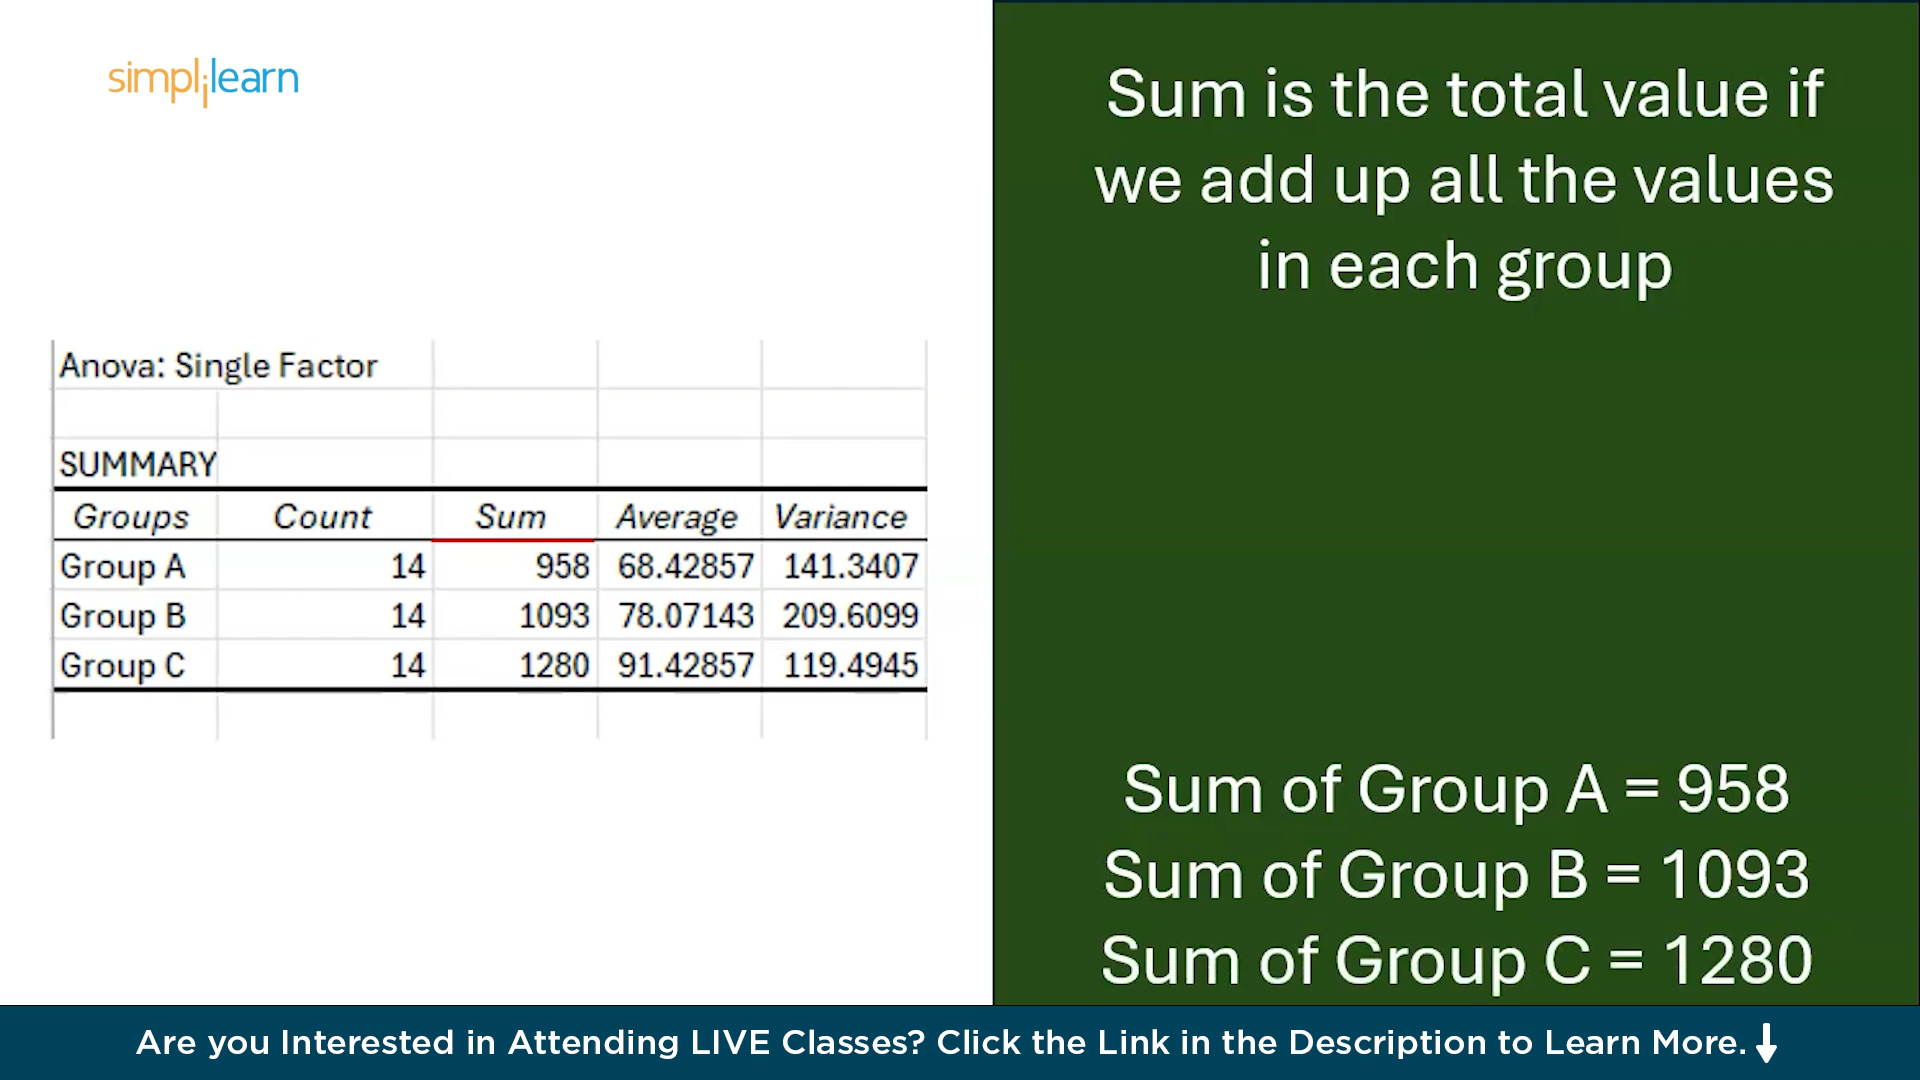 simplilearn
Sum is the total value if
we add up all the values
in each group
Anova: Single Factor
SUMMARY
Groups Count Sum Average Variance
Group A 14 958 68.42857 141.3407
Group B 14 1093 78.07143 209.6099
Group C 14 1280 91.42857 119.4945
Sum of Group A = 958
Sum of Group B = 1093
Sum of Group C = 1280
Are you Interested in Attending LIVE Classes? Click the Link in the Description to Learn More.